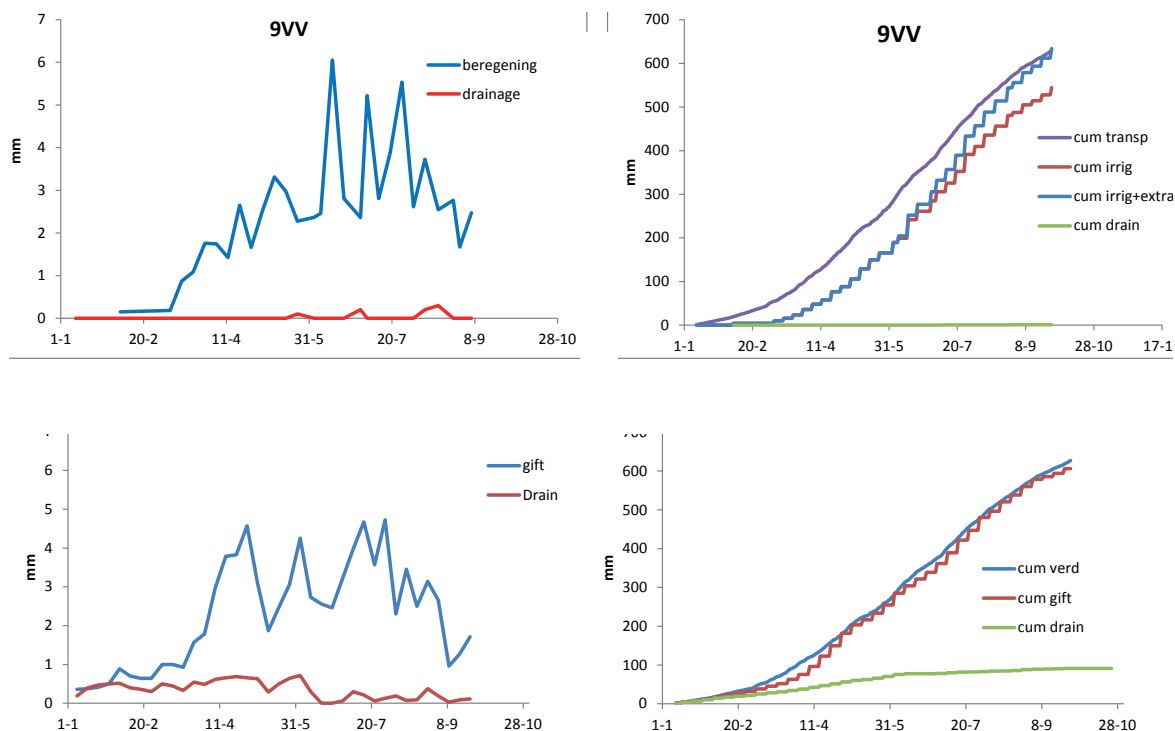 9VV
7
6
5
4
3
2
1
0
mm
beregening
drainage
1-1 20-2 11-4 31-5 20-7 8-9 28-10
9VV
700
600
500
400
300
200
100
0
mm
cum transp
cum irrig
cum irrig+extra
cum drain
1-1 20-2 11-4 31-5 20-7 8-9 28-10 17-1
7
6
5
4
3
2
1
0
mm
gift
Drain
1-1 20-2 11-4 31-5 20-7 8-9 28-10
700
600
500
400
300
200
100
0
mm
cum verd
cum gift
cum drain
1-1 20-2 11-4 31-5 20-7 8-9 28-10